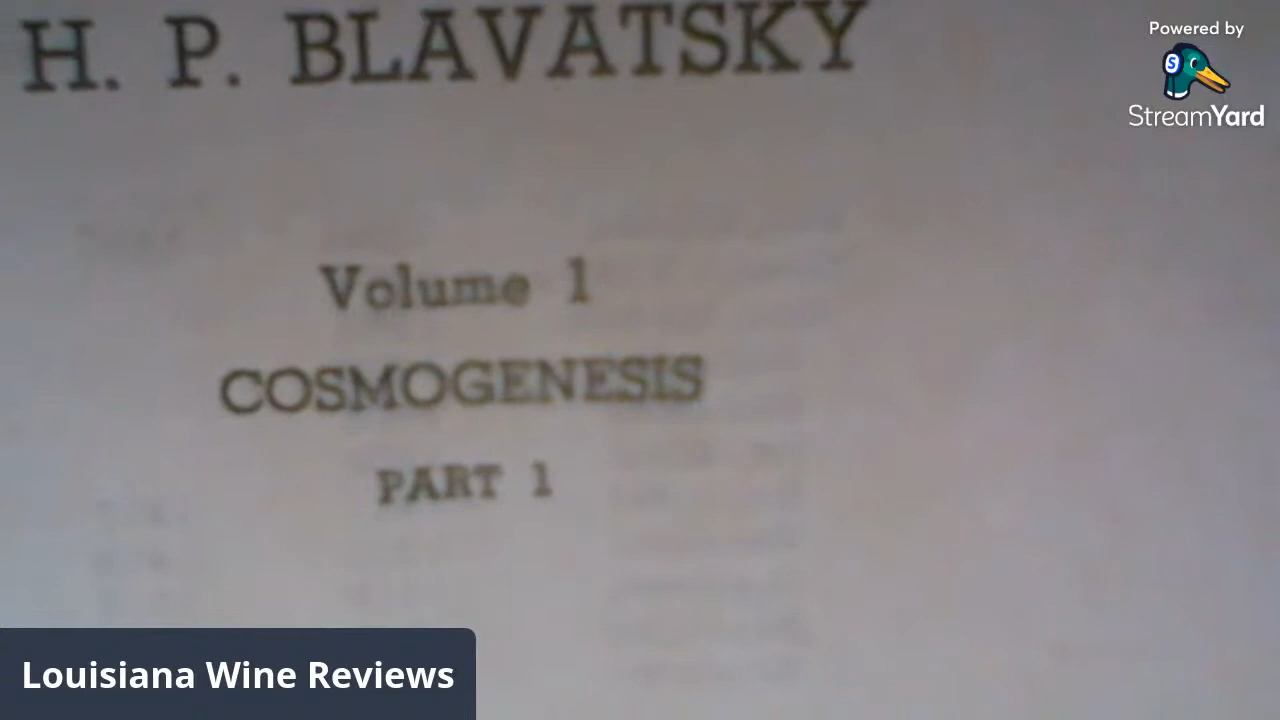 H. P. BLAVATSKY
Powered by
StreamYard
Volume 1
COSMOGENESIS
PART 1
Louisiana Wine Reviews